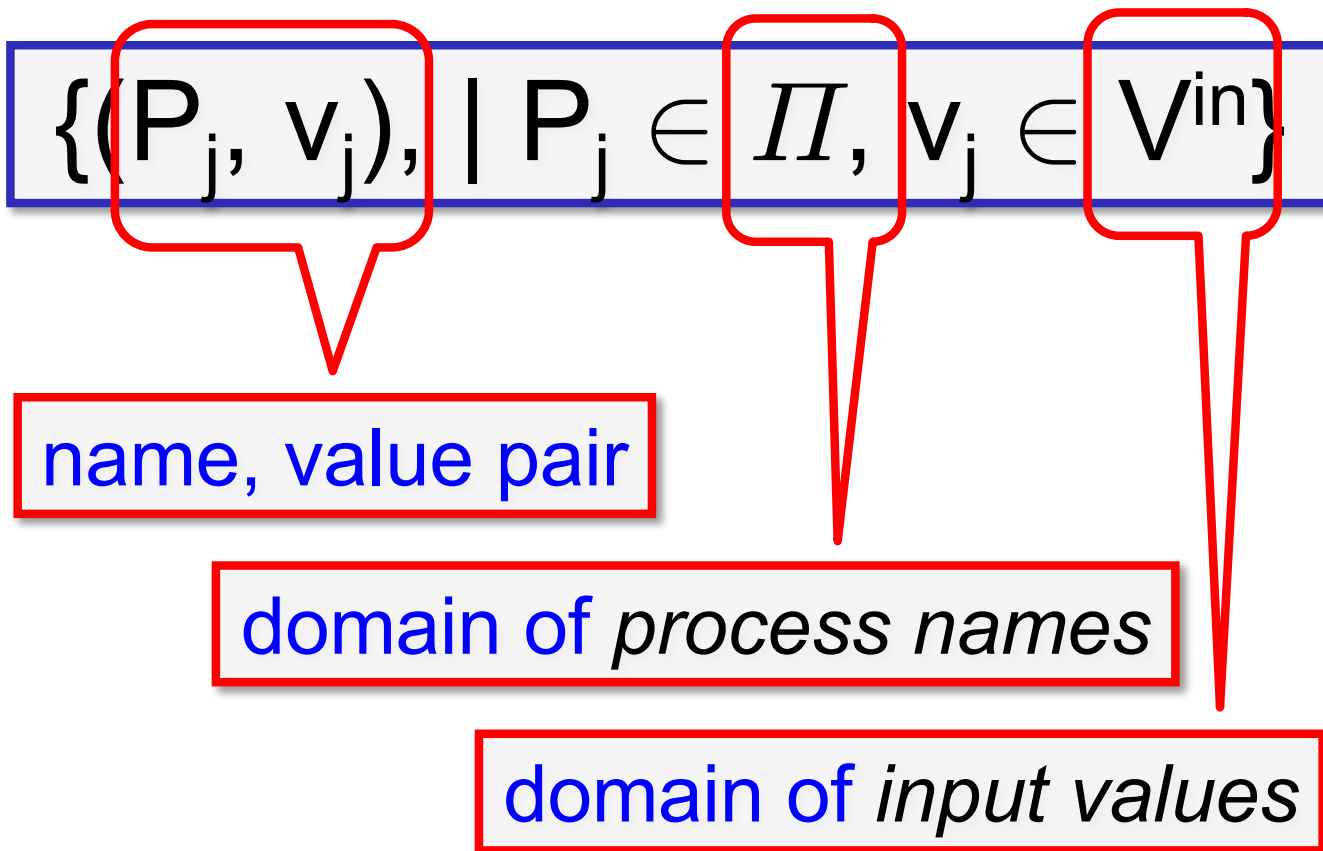 {(Pⱼ, vⱼ), | Pⱼ ∈ Π, vⱼ ∈ Vⁱⁿ}
name, value pair
domain of process names
domain of input values